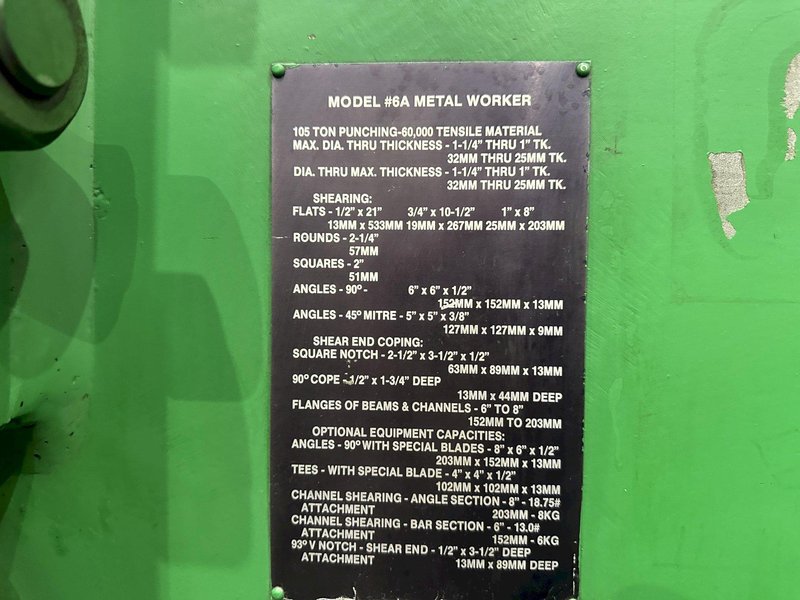 MODEL #6A METAL WORKER
105 TON PUNCHING-60,000 TENSILE MATERIAL
MAX. DIA. THRU THICKNESS - 1-1/4" THRU 1" TK.
32MM THRU 25MM TK.
DIA. THRU MAX. THICKNESS - 1-1/4" THRU 1" TK.
32MM THRU 25MM TK.
SHEARING:
FLATS - 1/2" x 21" 3/4" x 10-1/2" 1" x 8"
13MM x 533MM 19MM x 267MM 25MM x 203MM
ROUNDS - 2-1/4"
57MM
SQUARES - 2"
51MM
ANGLES - 90º - 6" x 6" x 1/2"
152MM x 152MM x 13MM
ANGLES - 45º MITRE - 5" x 5" x 3/8"
127MM x 127MM x 9MM
SHEAR END COPING:
SQUARE NOTCH - 2-1/2" x 3-1/2" x 1/2"
63MM x 89MM x 13MM
90º COPE - 1/2" x 1-3/4" DEEP
13MM x 44MM DEEP
FLANGES OF BEAMS & CHANNELS - 6" TO 8"
152MM TO 203MM
OPTIONAL EQUIPMENT CAPACITIES:
ANGLES - 90º WITH SPECIAL BLADES - 8" x 6" x 1/2"
203MM x 152MM x 13MM
TEES - WITH SPECIAL BLADE - 4" x 4" x 1/2"
102MM x 102MM x 13MM
CHANNEL SHEARING - ANGLE SECTION - 8" - 18.75#
ATTACHMENT 203MM - 8KG
CHANNEL SHEARING - BAR SECTION - 6" - 13.0#
ATTACHMENT 152MM - 6KG
93º V NOTCH - SHEAR END - 1/2" x 3-1/2" DEEP
ATTACHMENT 13MM x 89MM DEEP